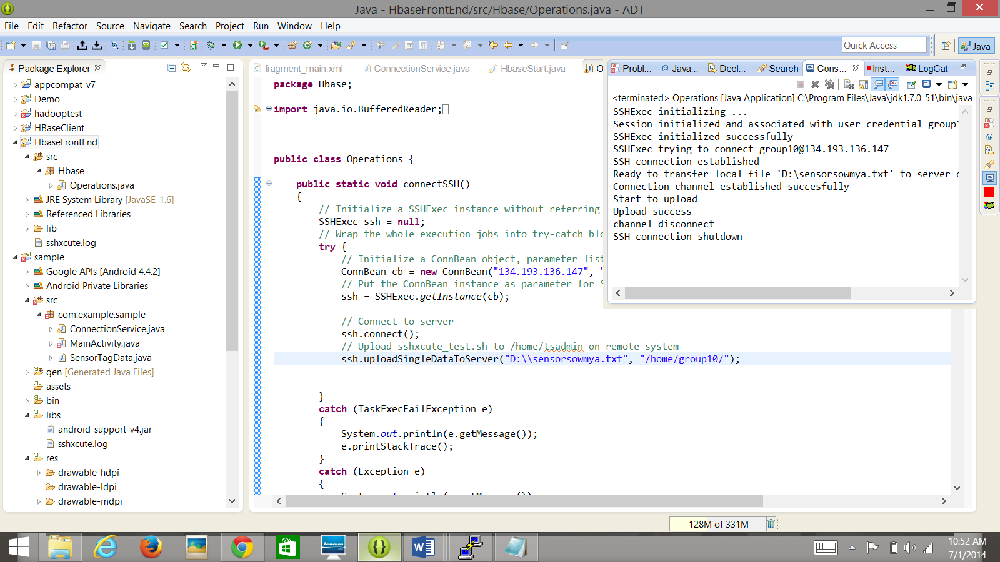 Java - HbaseFrontEnd/src/Hbase/Operations.java - ADT
File Edit Refactor Source Navigate Search Project Run Window Help
Quick Access
Java
Package Explorer
appcompat_v7
Demo
hadooptest
HBaseClient
HbaseFrontEnd
src
Hbase
Operations.java
JRE System Library [JavaSE-1.6]
Referenced Libraries
lib
sshxcute.log
sample
Google APIs [Android 4.4.2]
Android Private Libraries
src
com.example.sample
ConnectionService.java
MainActivity.java
SensorTagData.java
gen [Generated Java Files]
assets
bin
libs
android-support-v4.jar
sshxcute.log
res
drawable-hdpi
drawable-ldpi
drawable-mdpi
fragment_main.xml ConnectionService.java HbaseStart.java O
package Hbase;
import java.io.BufferedReader;
public class Operations {
public static void connectSSH()
{
// Initialize a SSHExec instance without referring
SSHExec ssh = null;
// Wrap the whole execution jobs into try-catch blo
try {
// Initialize a ConnBean object, parameter list
ConnBean cb = new ConnBean("134.193.136.147", "
// Put the ConnBean instance as parameter for S
ssh = SSHExec.getInstance(cb);
// Connect to server
ssh.connect();
// Upload sshxcute_test.sh to /home/tsadmin on remote system
ssh.uploadSingleDataToServer("D:\\sensorsowmya.txt", "/home/group10/");
}
catch (TaskExecFailException e)
{
System.out.println(e.getMessage());
e.printStackTrace();
}
catch (Exception e)
{
Probl... Java... Decl... Search Cons... Inst... LogCat
<terminated> Operations [Java Application] C:\Program Files\Java\jdk1.7.0_51\bin\java
SSHExec initializing ...
Session initialized and associated with user credential group1
SSHExec initialized successfully
SSHExec trying to connect group10@134.193.136.147
SSH connection established
Ready to transfer local file 'D:\sensorsowmya.txt' to server
Connection channel established succesfully
Start to upload
Upload success
channel disconnect
SSH connection shutdown
128M of 331M
10:52 AM
7/1/2014